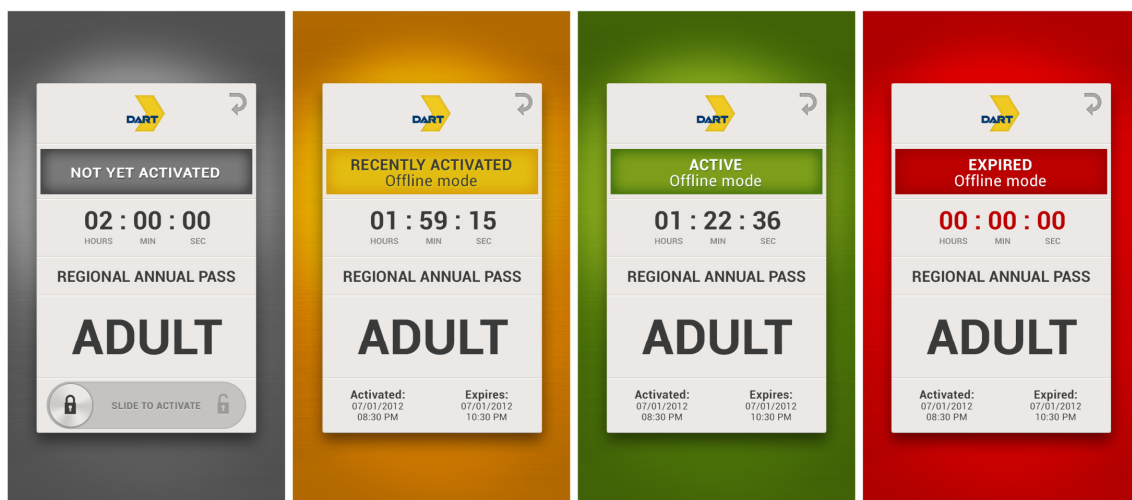 DART
NOT YET ACTIVATED
02 : 00 : 00
HOURS MIN SEC
REGIONAL ANNUAL PASS
ADULT
SLIDE TO ACTIVATE
DART
RECENTLY ACTIVATED
Offline mode
01 : 59 : 15
HOURS MIN SEC
REGIONAL ANNUAL PASS
ADULT
Activated: Expires:
07/01/2012 07/01/2012
08:30 PM 10:30 PM
DART
ACTIVE
Offline mode
01 : 22 : 36
HOURS MIN SEC
REGIONAL ANNUAL PASS
ADULT
Activated: Expires:
07/01/2012 07/01/2012
08:30 PM 10:30 PM
DART
EXPIRED
Offline mode
00 : 00 : 00
HOURS MIN SEC
REGIONAL ANNUAL PASS
ADULT
Activated: Expired:
07/01/2012 07/01/2012
08:30 PM 10:30 PM